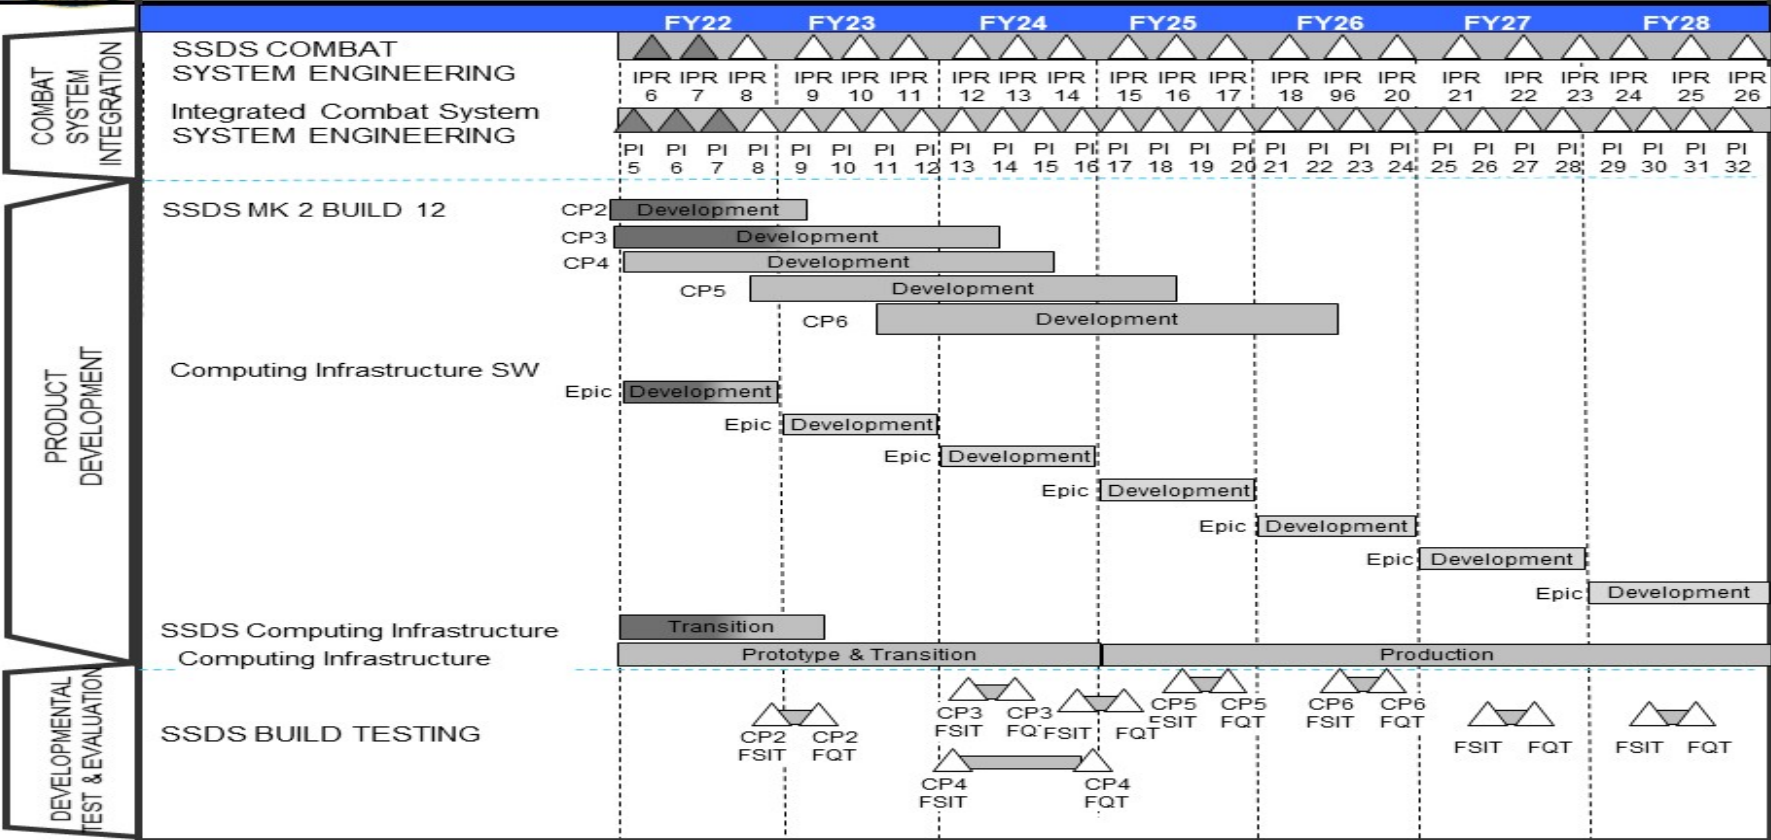 FY22 FY23 FY24 FY25 FY26 FY27 FY28
COMBAT
SYSTEM
INTEGRATION
SSDS COMBAT
SYSTEM ENGINEERING
IPR IPR IPR IPR IPR IPR IPR IPR IPR IPR IPR IPR IPR IPR IPR IPR IPR IPR IPR IPR IPR
6 7 8 9 10 11 12 13 14 15 16 17 18 96 20 21 22 23 24 25 26
Integrated Combat System
SYSTEM ENGINEERING
PI PI PI PI PI PI PI PI PI PI PI PI PI PI PI PI PI PI PI PI PI PI PI PI PI PI PI PI
5 6 7 8 9 10 11 12 13 14 15 16 17 18 19 20 21 22 23 24 25 26 27 28 29 30 31 32
PRODUCT
DEVELOPMENT
SSDS MK 2 BUILD 12
CP2 Development
CP3 Development
CP4 Development
CP5 Development
CP6 Development
Computing Infrastructure SW
Epic Development
Epic Development
Epic Development
Epic Development
Epic Development
Epic Development
Epic Development
SSDS Computing Infrastructure Transition
Computing Infrastructure Prototype & Transition Production
DEVELOPMENTAL
TEST & EVALUATION
SSDS BUILD TESTING
CP2 CP2
FSIT FQT
CP3 CP3
FSIT FQ
FSIT FQT
CP4 CP4
FSIT FQT
CP5 CP5
FSIT FQT
CP6 CP6
FSIT FQT
FSIT FQT
FSIT FQT